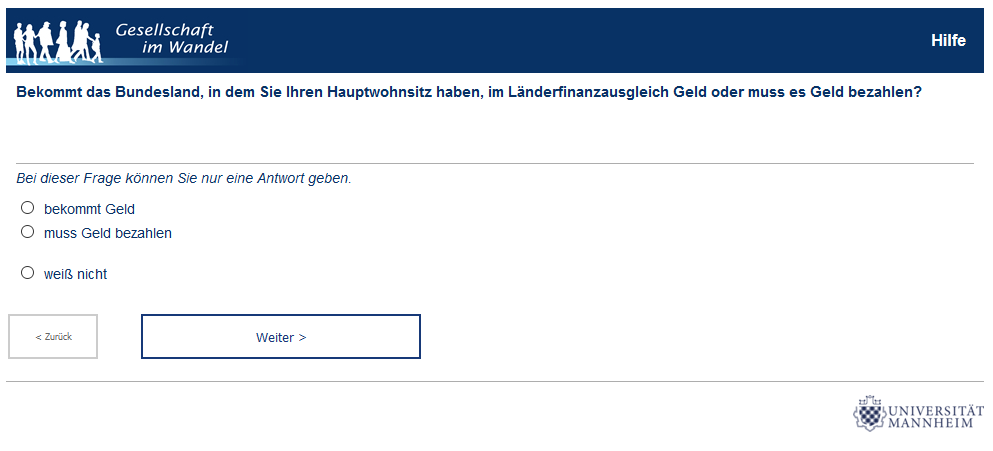 Gesellschaft
im Wandel
Hilfe
Bekommt das Bundesland, in dem Sie Ihren Hauptwohnsitz haben, im Länderfinanzausgleich Geld oder muss es Geld bezahlen?
Bei dieser Frage können Sie nur eine Antwort geben.
bekommt Geld
muss Geld bezahlen
weiß nicht
< Zurück
Weiter >
UNIVERSITÄT
MANNHEIM